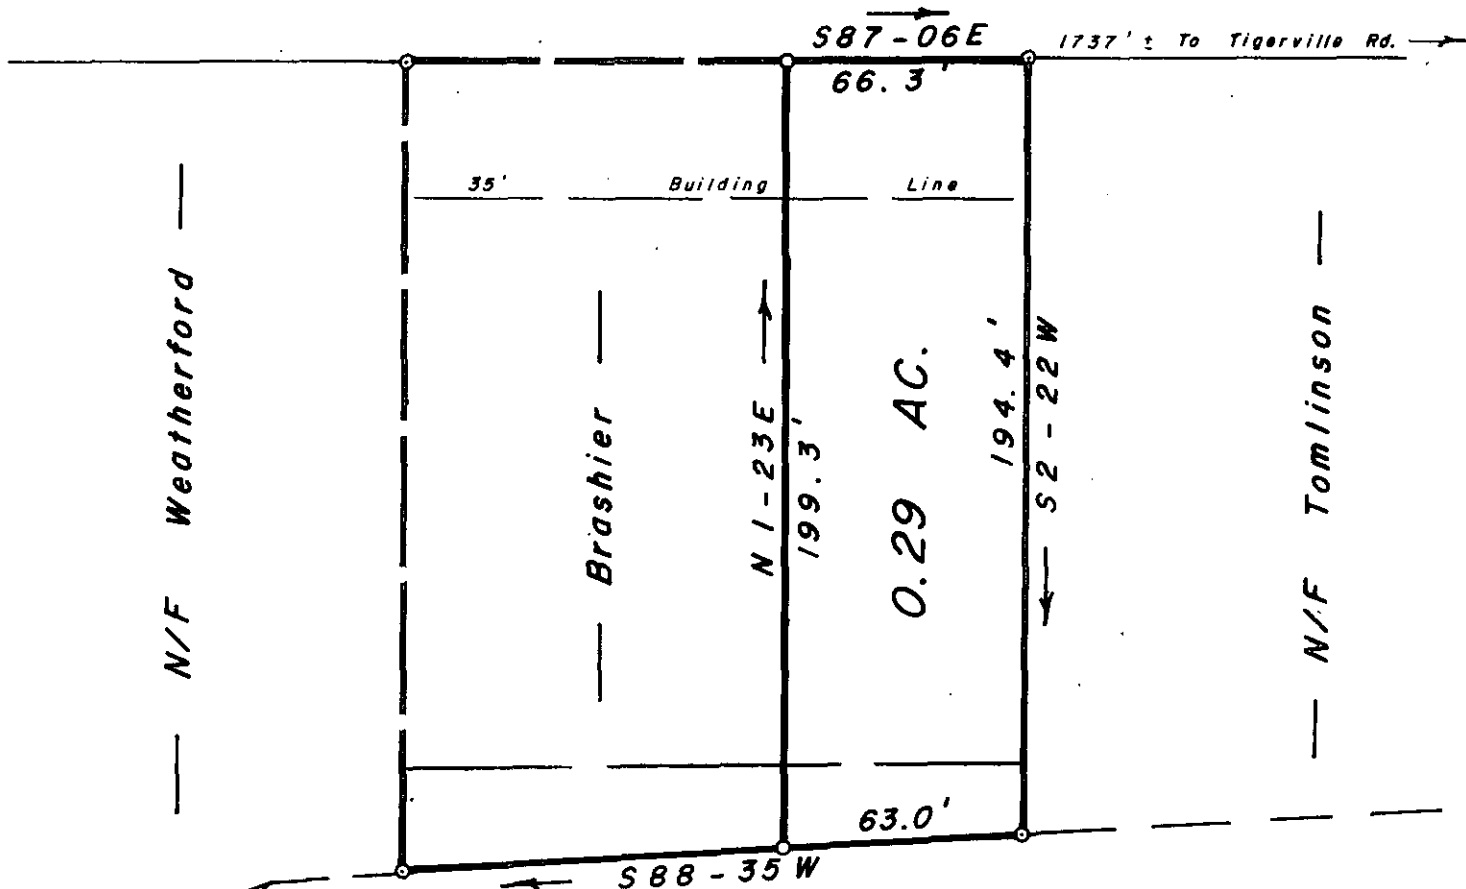 S87-06E
1737' ± To Tigerville Rd.
66.3'
35' Building Line
N/F Weatherford
Brashier
N 1-23E
199.3'
0.29 AC.
194.4'
S2-22W
N/F Tomlinson
63.0'
S88-35W